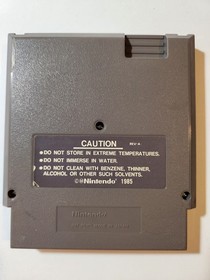 CAUTION REV-A
●DO NOT STORE IN EXTREME TEMPERATURES.
●DO NOT IMMERSE IN WATER.
●DO NOT CLEAN WITH BENZENE, THINNER,
ALCOHOL OR OTHER SUCH SOLVENTS.
©®Nintendo® 1985
Nintendo